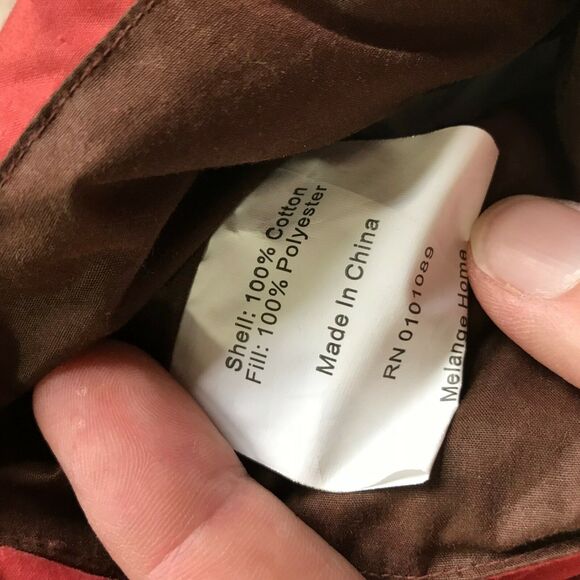 Shell: 100% Cotton
Fill: 100% Polyester
Made In China
RN 0101089
Melange Home